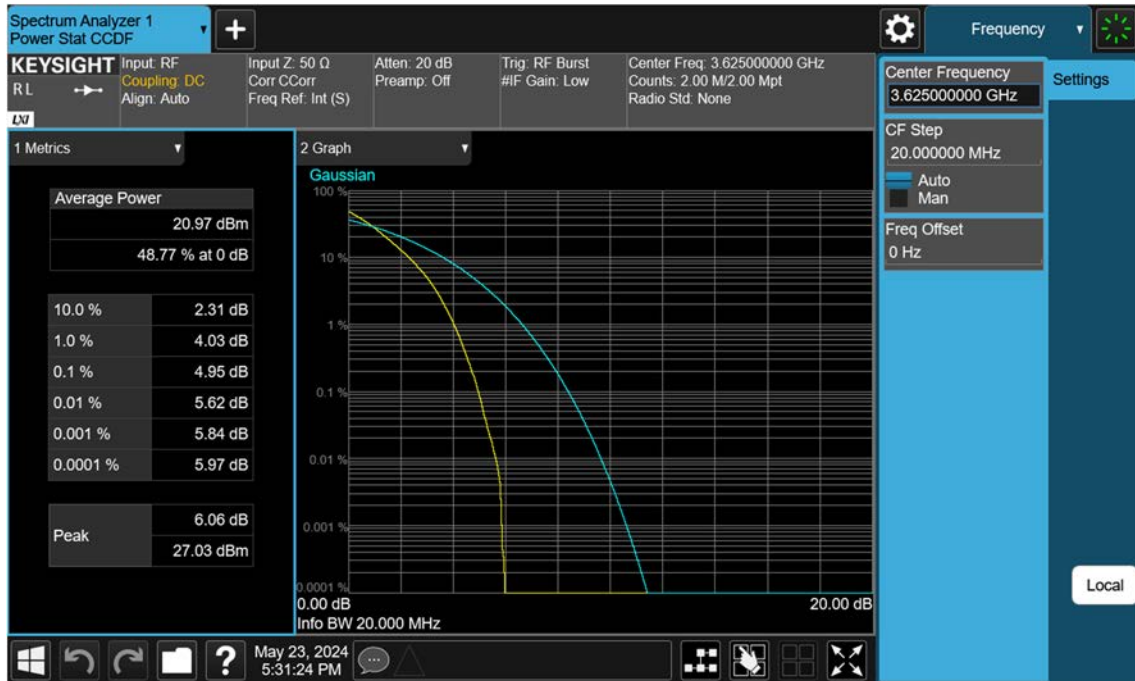 Spectrum Analyzer 1
Power Stat CCDF
Frequency
KEYSIGHT
R L
LXI
Input: RF
Coupling: DC
Align: Auto
Input Z: 50 Ω
Corr CCorr
Freq Ref: Int (S)
Atten: 20 dB
Preamp: Off
Trig: RF Burst
#IF Gain: Low
Center Freq: 3.625000000 GHz
Counts: 2.00 M/2.00 Mpt
Radio Std: None
Center Frequency
3.625000000 GHz
Settings
CF Step
20.000000 MHz
Auto
Man
Freq Offset
0 Hz
Local
1 Metrics
Average Power
20.97 dBm
48.77 % at 0 dB
10.0 % 2.31 dB
1.0 % 4.03 dB
0.1 % 4.95 dB
0.01 % 5.62 dB
0.001 % 5.84 dB
0.0001 % 5.97 dB
Peak 6.06 dB
27.03 dBm
2 Graph
Gaussian
100 %
10 %
1 %
0.1 %
0.01 %
0.001 %
0.0001 %
0.00 dB 20.00 dB
Info BW 20.000 MHz
?
May 23, 2024
5:31:24 PM